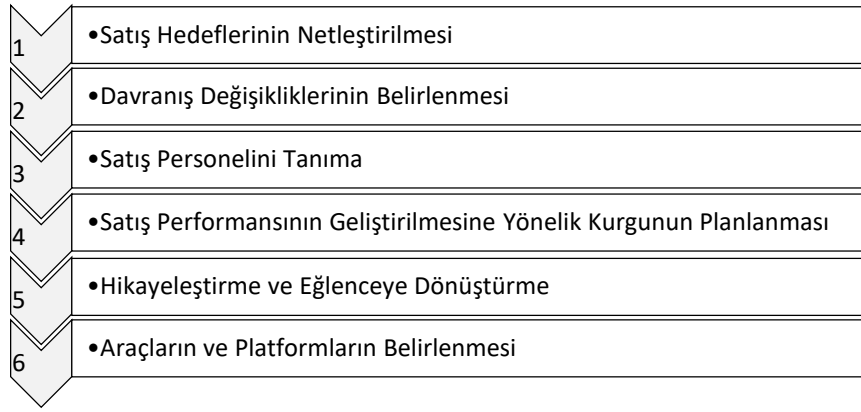 1 •Satış Hedeflerinin Netleştirilmesi
2 •Davranış Değişikliklerinin Belirlenmesi
3 •Satış Personelini Tanıma
4 •Satış Performansının Geliştirilmesine Yönelik Kurgunun Planlanması
5 •Hikayeleştirme ve Eğlenceye Dönüştürme
6 •Araçların ve Platformların Belirlenmesi